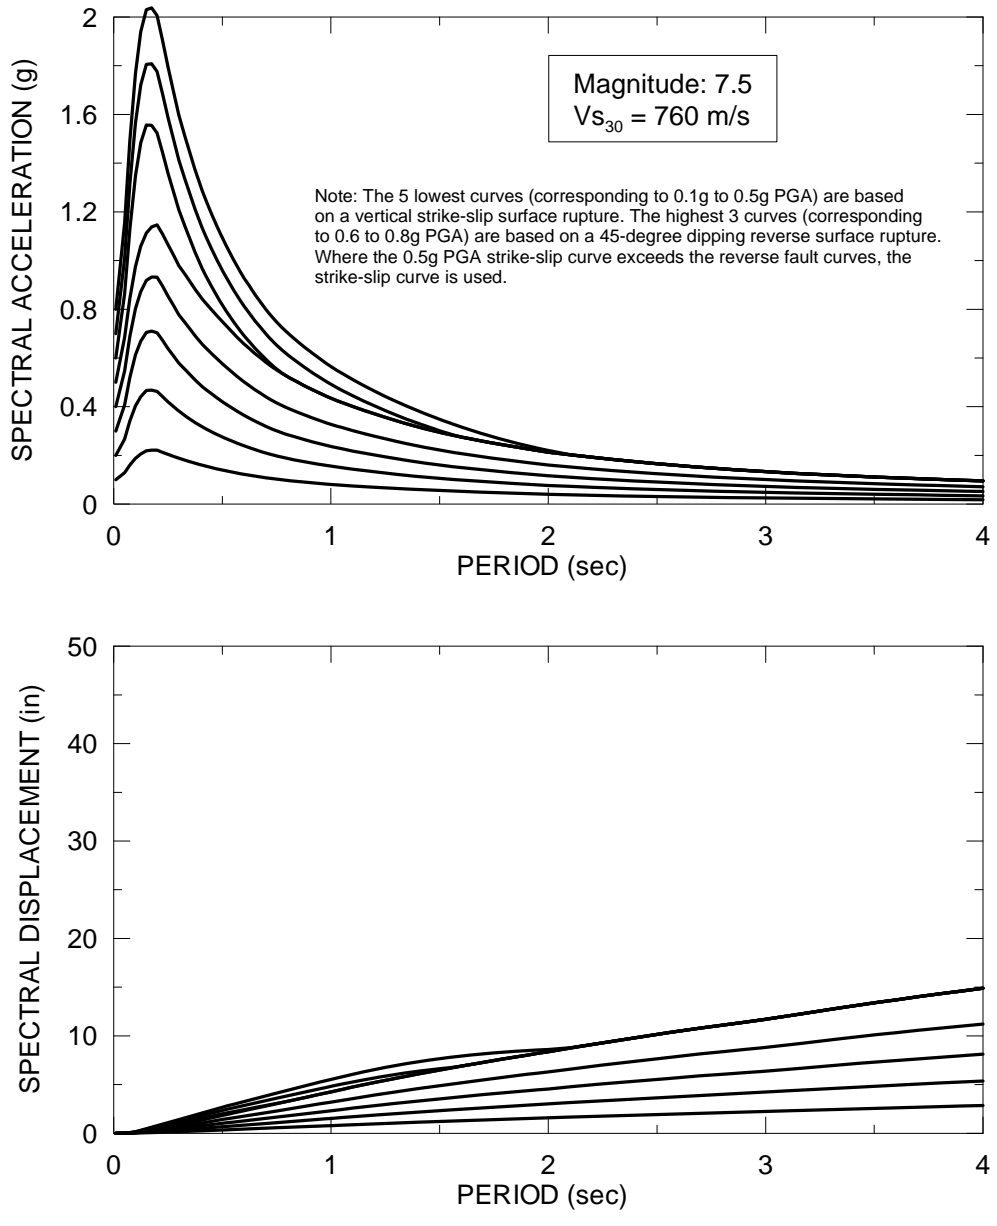 SPECTRAL ACCELERATION (g)
2
1.6
1.2
0.8
0.4
0
Magnitude: 7.5
Vs30 = 760 m/s
Note: The 5 lowest curves (corresponding to 0.1g to 0.5g PGA) are based
on a vertical strike-slip surface rupture. The highest 3 curves (corresponding
to 0.6 to 0.8g PGA) are based on a 45-degree dipping reverse surface rupture.
Where the 0.5g PGA strike-slip curve exceeds the reverse fault curves, the
strike-slip curve is used.
0 1 2 3 4
PERIOD (sec)
SPECTRAL DISPLACEMENT (in)
50
40
30
20
10
0
0 1 2 3 4
PERIOD (sec)